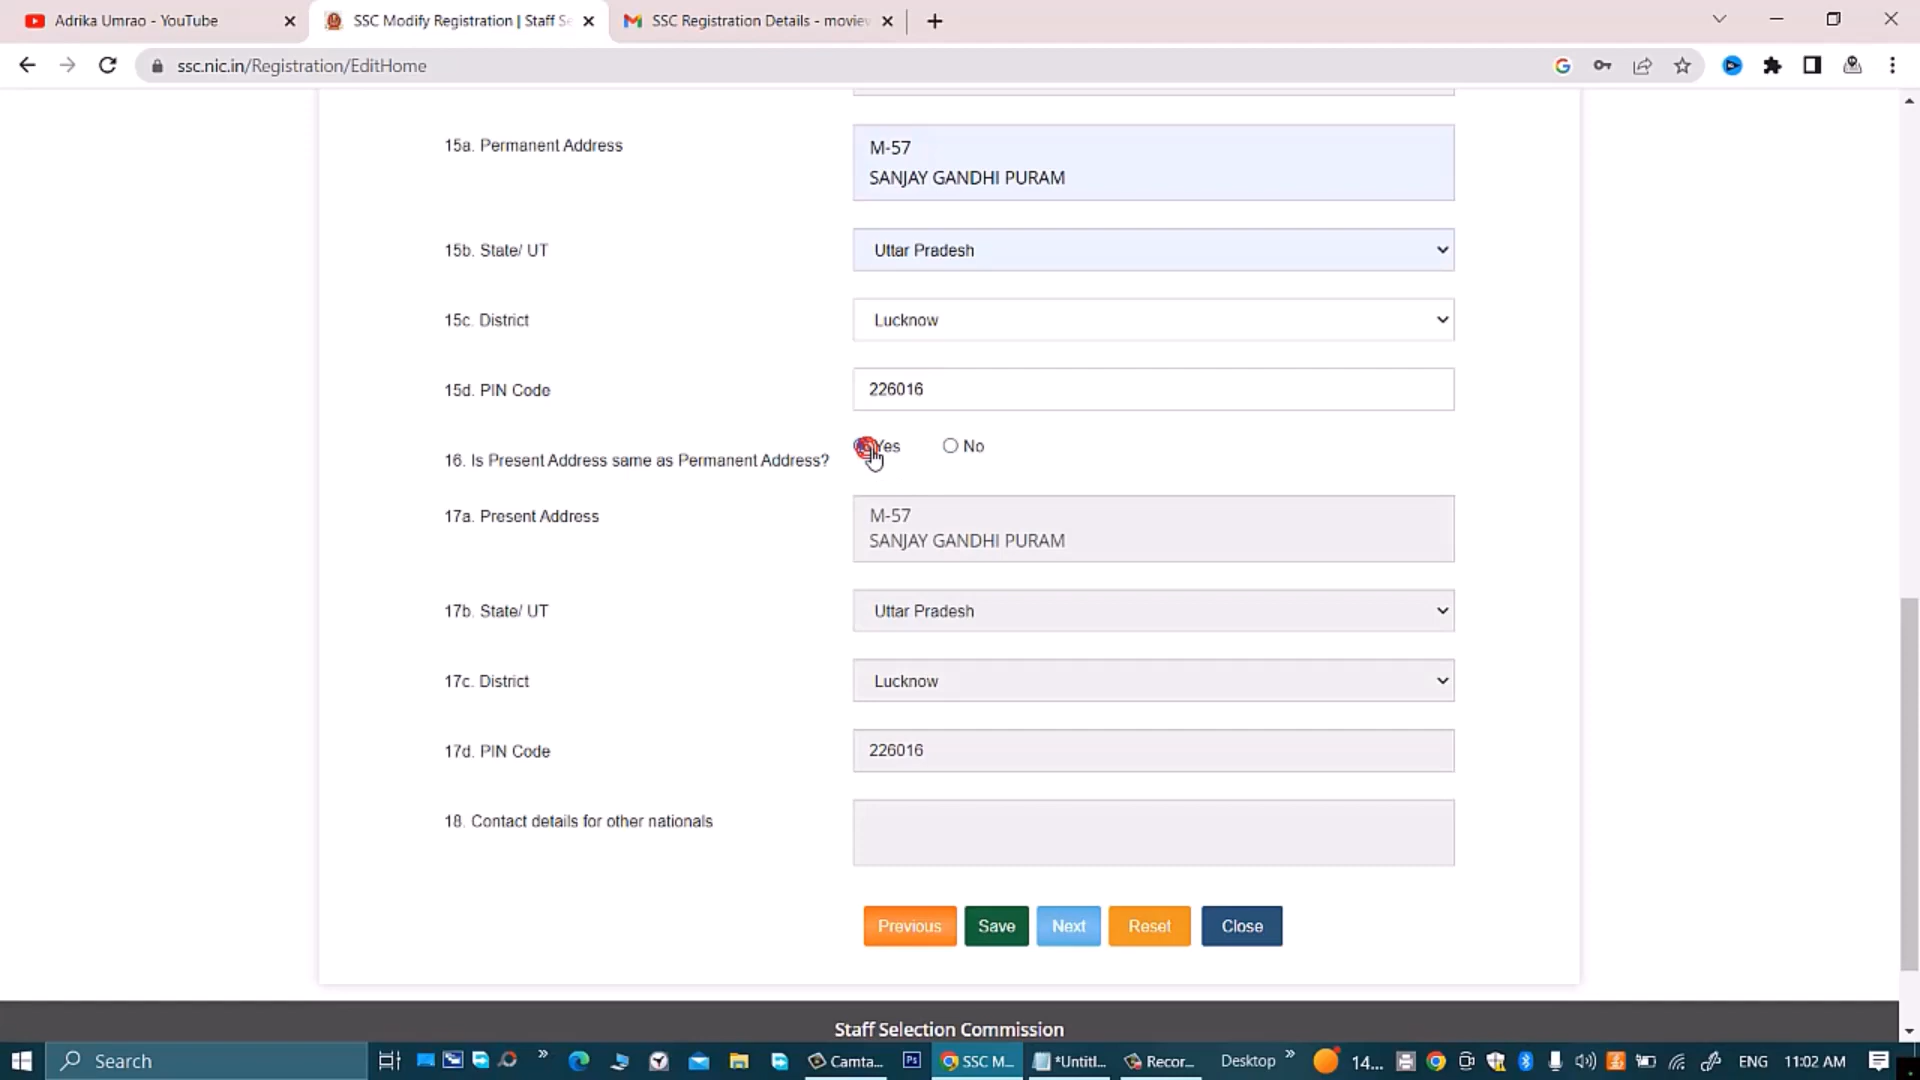 Adrika Umrao - YouTube
SSC Modify Registration | Staff Se
SSC Registration Details - moviev
ssc.nic.in/Registration/EditHome
15a. Permanent Address
M-57
SANJAY GANDHI PURAM
15b. State/ UT
Uttar Pradesh
15c. District
Lucknow
15d. PIN Code
226016
16. Is Present Address same as Permanent Address?
Yes
No
17a. Present Address
M-57
SANJAY GANDHI PURAM
17b. State/ UT
Uttar Pradesh
17c. District
Lucknow
17d. PIN Code
226016
18. Contact details for other nationals
Previous
Save
Next
Reset
Close
Staff Selection Commission
Search
Camta...
Ps
SSC M...
*Untitl...
Recor...
Desktop
14...
ENG
11:02 AM